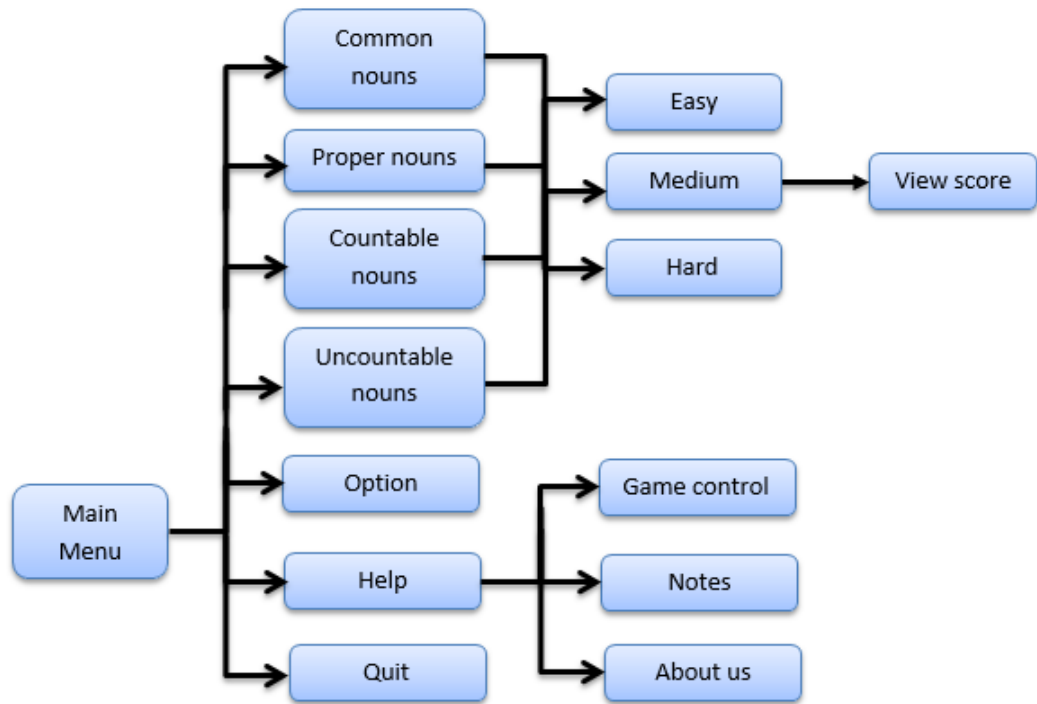 Common
nouns
Proper nouns
Countable
nouns
Uncountable
nouns
Option
Help
Quit
Main
Menu
Easy
Medium
Hard
View score
Game control
Notes
About us